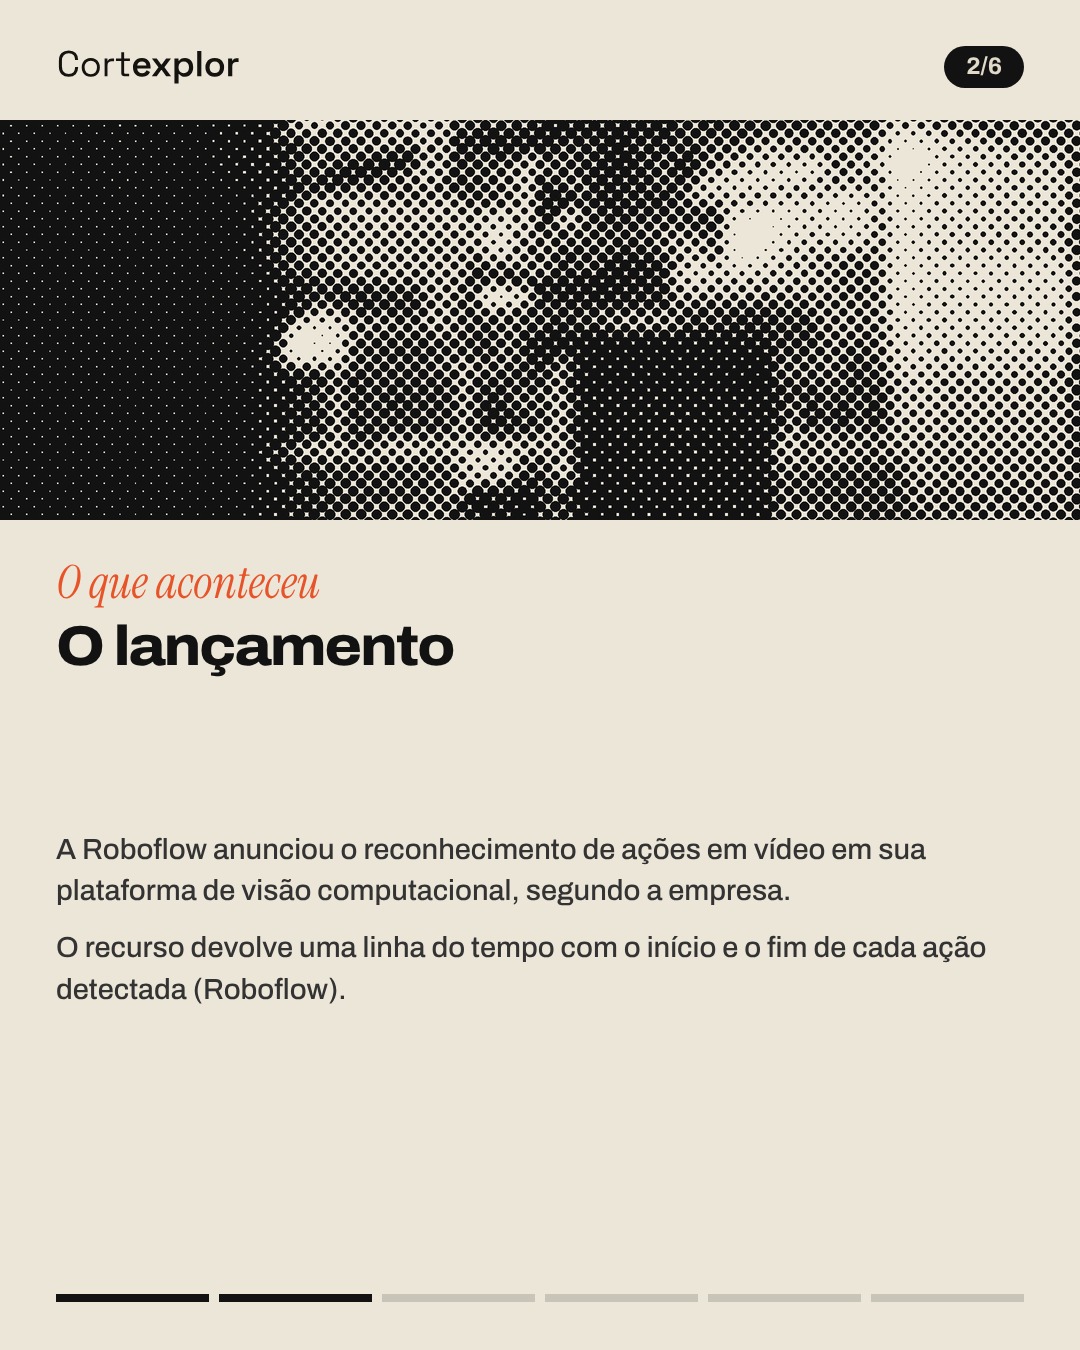 Cortexplor
2/6
O que aconteceu
O lançamento
A Roboflow anunciou o reconhecimento de ações em vídeo em sua
plataforma de visão computacional, segundo a empresa.
O recurso devolve uma linha do tempo com o início e o fim de cada ação
detectada (Roboflow).